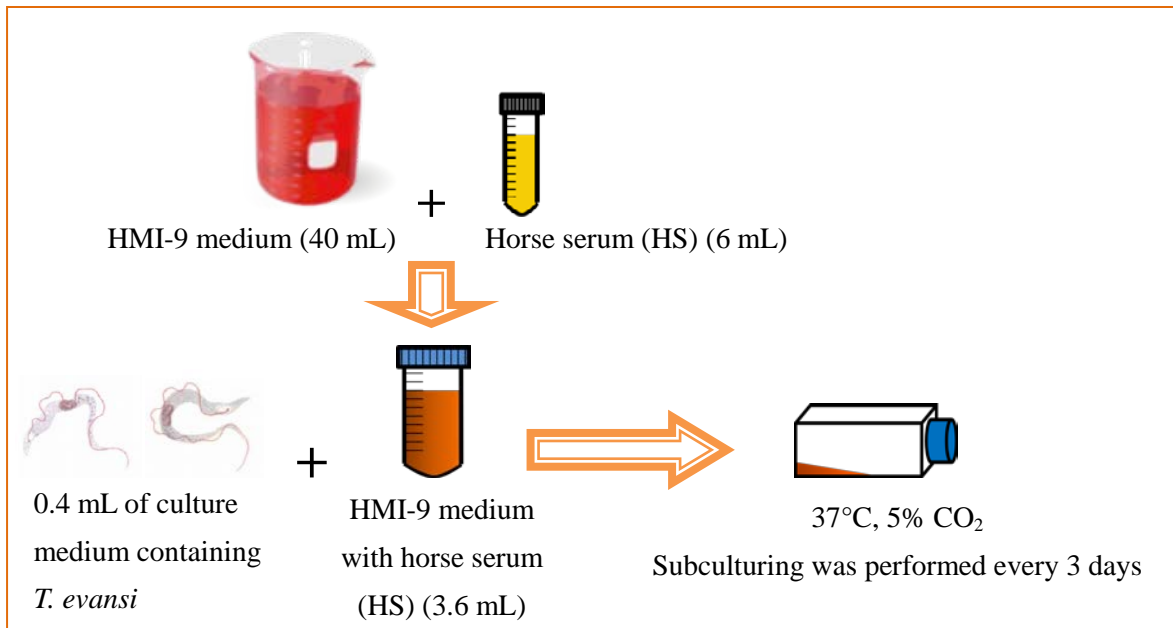 +
HMI-9 medium (40 mL)
Horse serum (HS) (6 mL)
+
0.4 mL of culture
medium containing
T. evansi
HMI-9 medium
with horse serum
(HS) (3.6 mL)
37°C, 5% CO₂
Subculturing was performed every 3 days